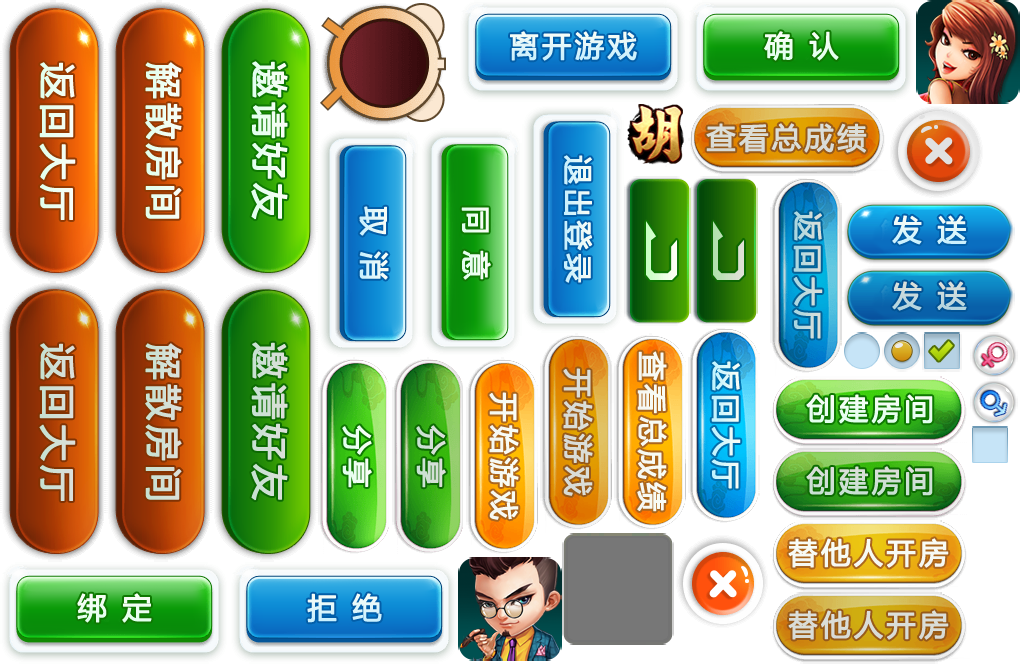 返回大厅
解散房间
邀请好友
离开游戏
确认
取消
同意
退出登录
胡
查看总成绩
返回大厅
发送
发送
返回大厅
解散房间
邀请好友
分享
分享
开始游戏
开始游戏
查看总成绩
返回大厅
创建房间
创建房间
替他人开房
替他人开房
绑定
拒绝